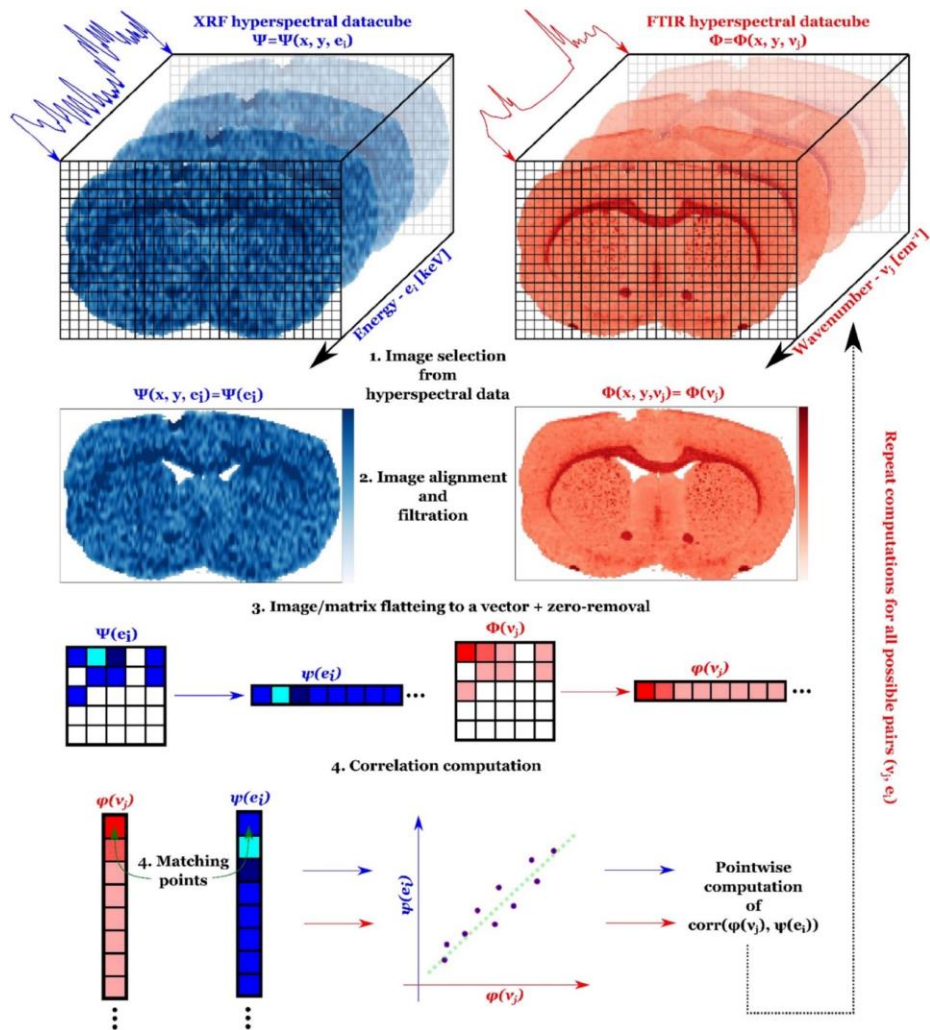 XRF hyperspectral datacube
Ψ=Ψ(x, y, eᵢ)
FTIR hyperspectral datacube
Φ=Φ(x, y, νⱼ)
Energy - eᵢ [keV]
Wavenumber - νⱼ [cm⁻¹]
1. Image selection
from
hyperspectral data
Ψ(x, y, eᵢ)=Ψ(eᵢ)
Φ(x, y,νⱼ)= Φ(νⱼ)
2. Image alignment
and
filtration
3. Image/matrix flatteing to a vector + zero-removal
Ψ(eᵢ)
ψ(eᵢ)
Φ(νⱼ)
φ(νⱼ)
4. Correlation computation
φ(νⱼ)
ψ(eᵢ)
4. Matching
points
ψ(eᵢ)
φ(νⱼ)
Pointwise
computation
of
corr(φ(νⱼ), ψ(eᵢ))
Repeat computations for all possible pairs (νⱼ, eᵢ)